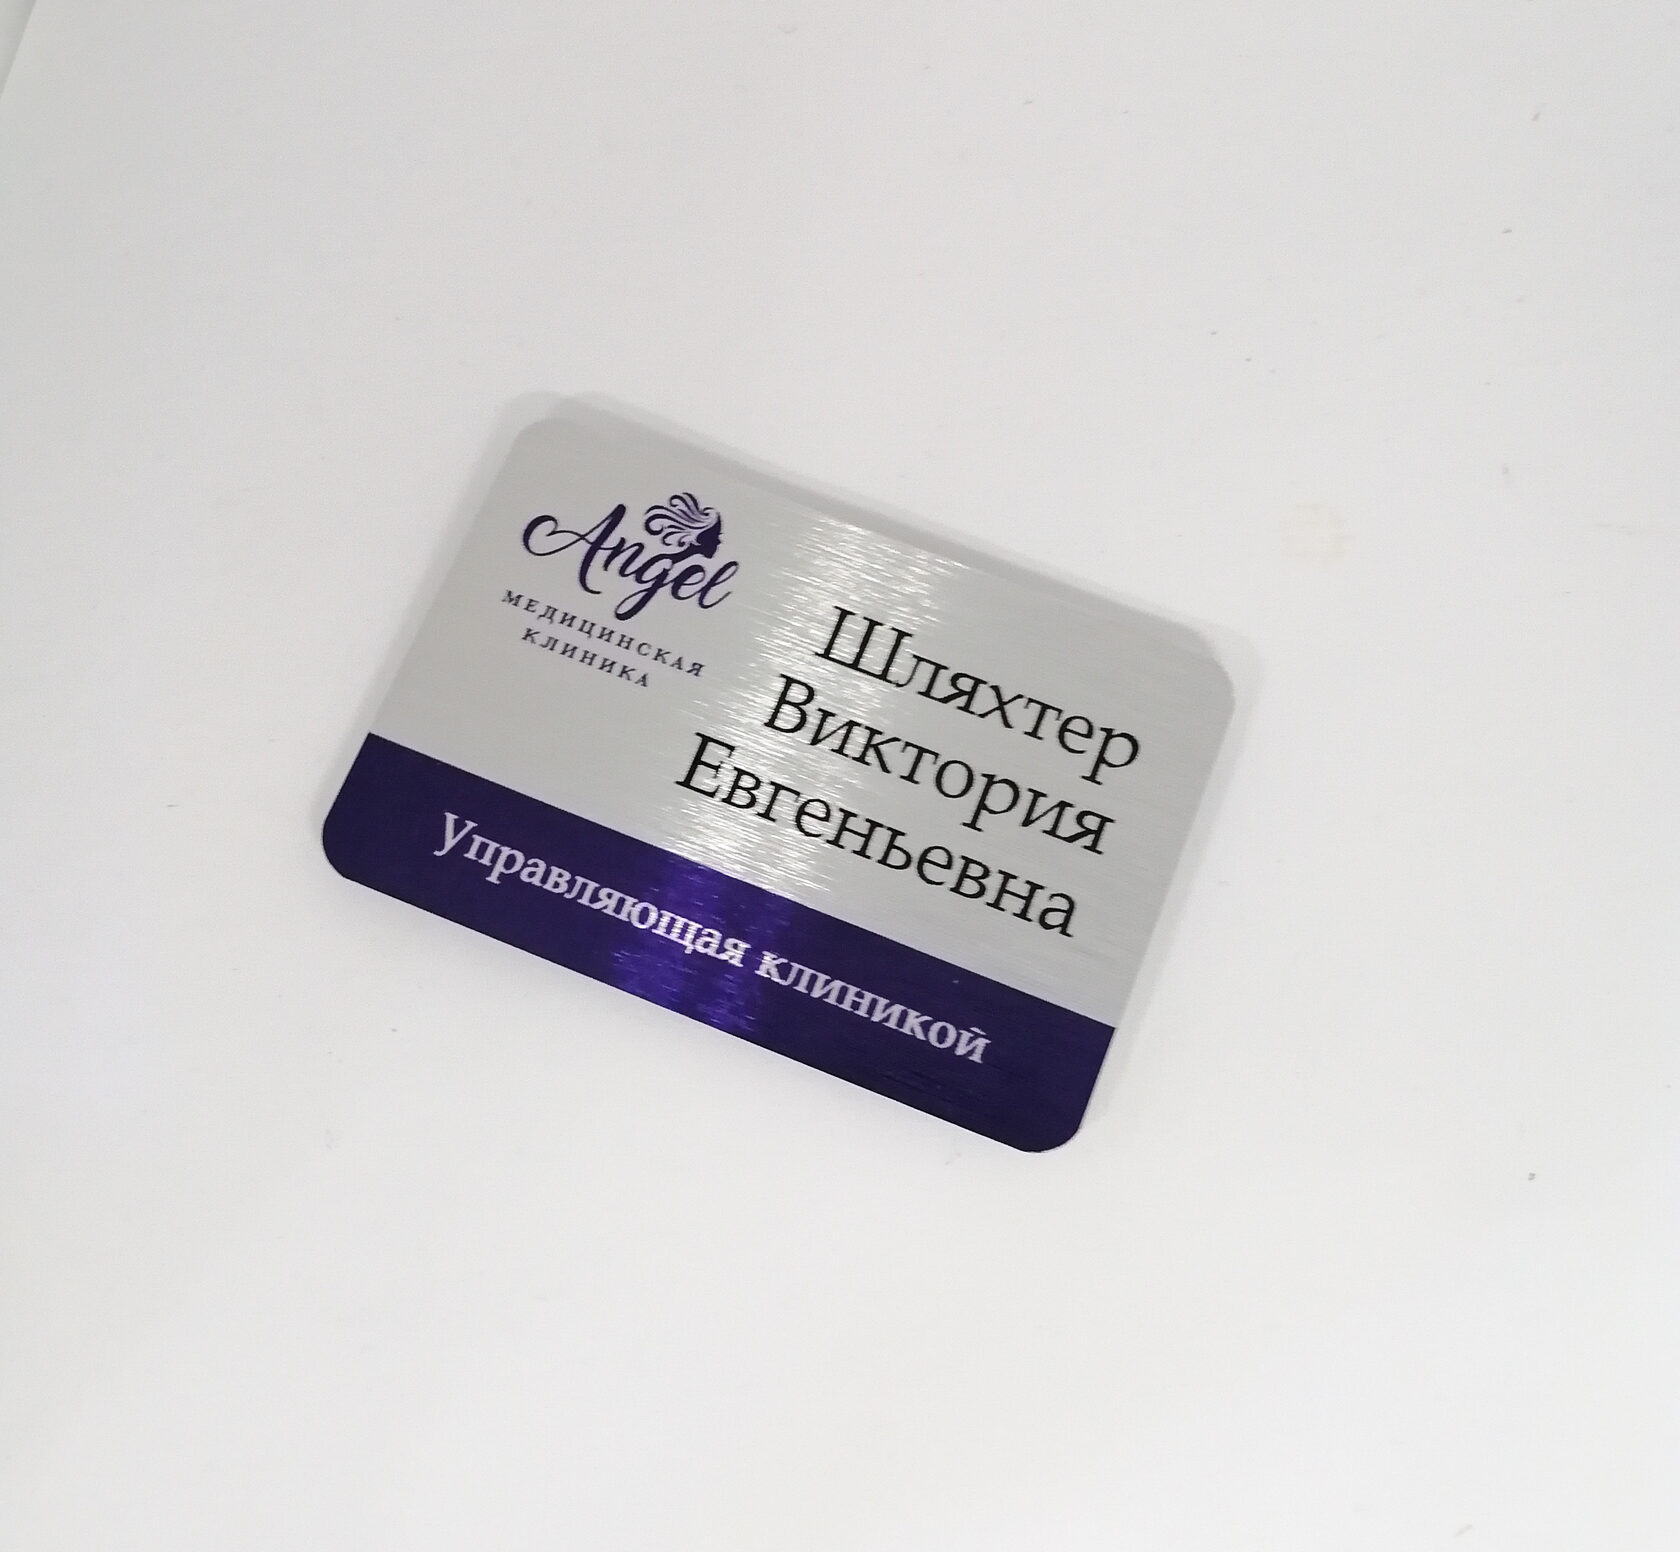 Angel
МЕДИЦИНСКАЯ
КЛИНИКА
Шляхтер
Виктория
Евгеньевна
Управляющая клиникой